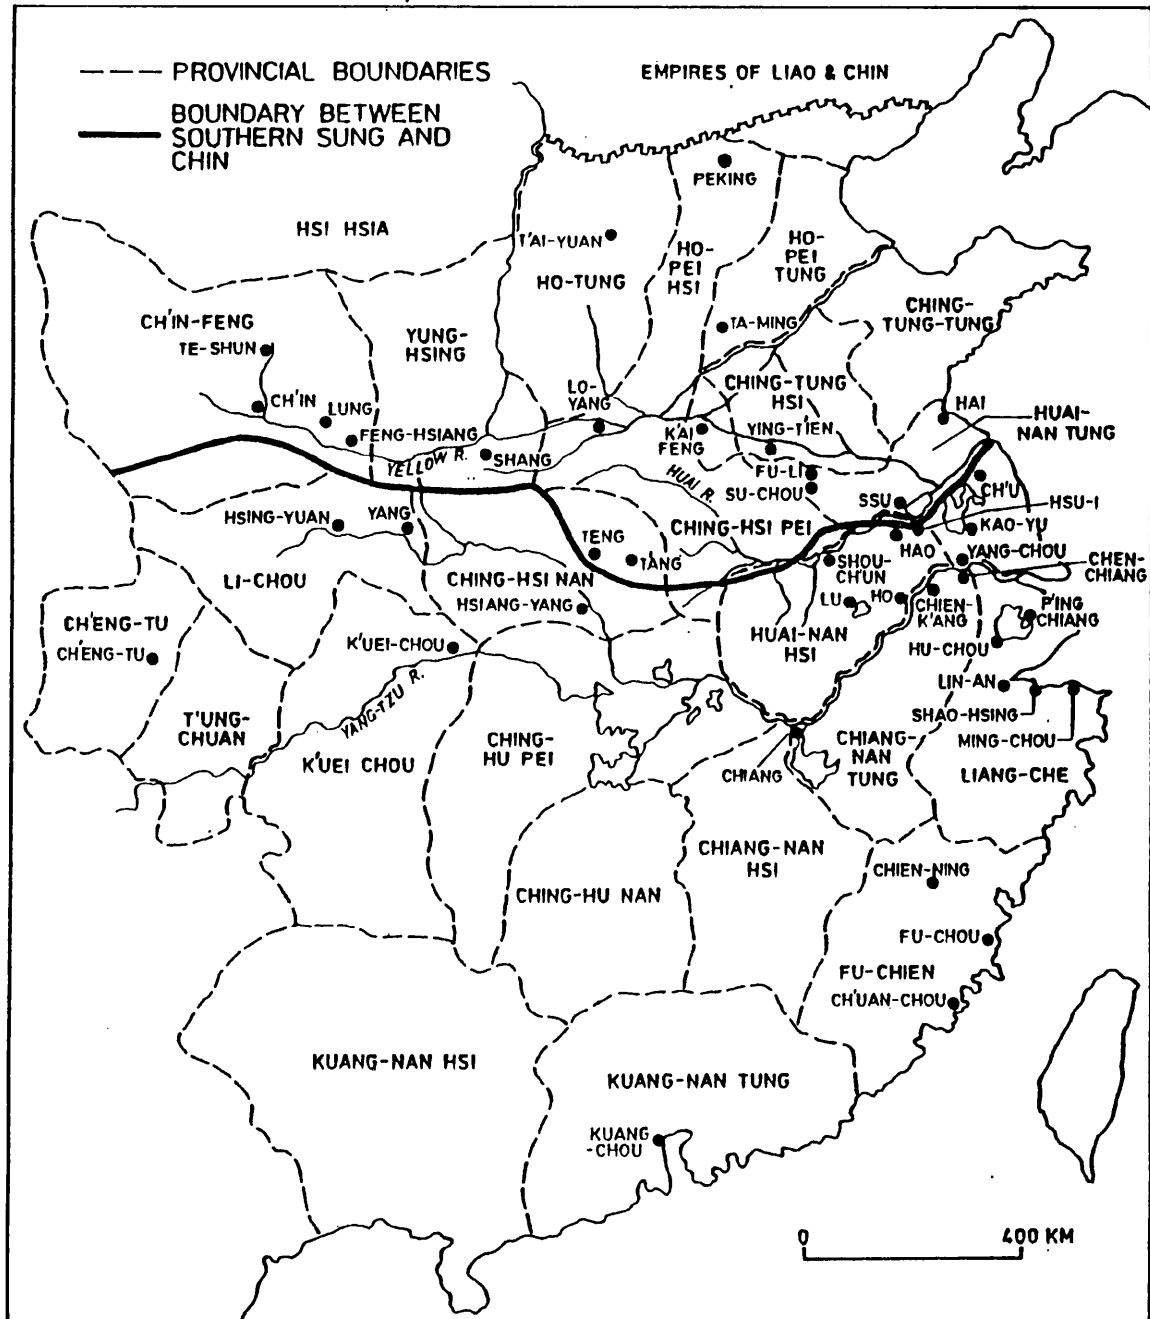 PROVINCIAL BOUNDARIES
EMPIRES OF LIAO & CHIN
BOUNDARY BETWEEN
SOUTHERN SUNG AND
CHIN
PEKING
HSI HSIA
T'AI-YUAN
HO-TUNG
HO-
PEI
HSI
HO-
PEI
TUNG
CH'IN-FENG
TE-SHUN
YUNG-
HSING
TA-MING
CHING-
TUNG-TUNG
CHING-TUNG
HSI
LO-
YANG
CH'IN
LUNG
FENG-HSIANG
YELLOW R.
SHANG
K'AI
FENG
YING-T'IEN
HAI
HUAI-
NAN TUNG
FU-LI
SU-CHOU
HUAI R.
SSU
CH'U
HSU-I
KAO-YU
HSING-YUAN
YANG
TENG
T'ANG
CHING-HSI PEI
HAO
YANG-CHOU
CHEN-
CHIANG
LI-CHOU
CHING-HSI NAN
HSIANG-YANG
SHOU-
CH'UN
LU
HO
CHIEN-
K'ANG
P'ING
CHIANG
CH'ENG-TU
CH'ENG-TU
K'UEI-CHOU
HUAI-NAN
HSI
HU-CHOU
LIN-AN
SHAO-HSING
MING-CHOU
T'UNG-
CHUAN
YANG-TZU R.
K'UEI CHOU
CHING-
HU PEI
CHIANG
CHIANG-
NAN
TUNG
LIANG-CHE
CHIANG-NAN
HSI
CHING-HU NAN
CHIEN-NING
FU-CHOU
FU-CHIEN
CH'UAN-CHOU
KUANG-NAN HSI
KUANG-NAN TUNG
KUANG
-CHOU
0 400 KM